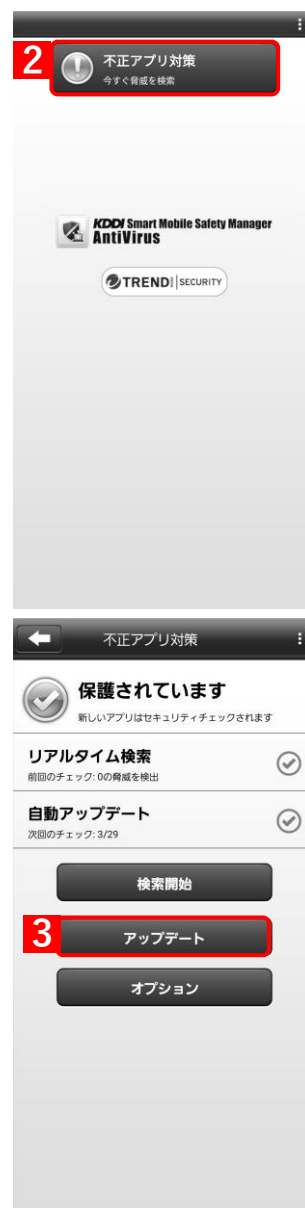 2
不正アプリ対策
今すぐ脅威を検索
KDDI Smart Mobile Safety Manager
AntiVirus
TREND SECURITY
不正アプリ対策
保護されています
新しいアプリはセキュリティチェックされます
リアルタイム検索
前回のチェック: 0の脅威を検出
自動アップデート
次回のチェック: 3/29
検索開始
3
アップデート
オプション